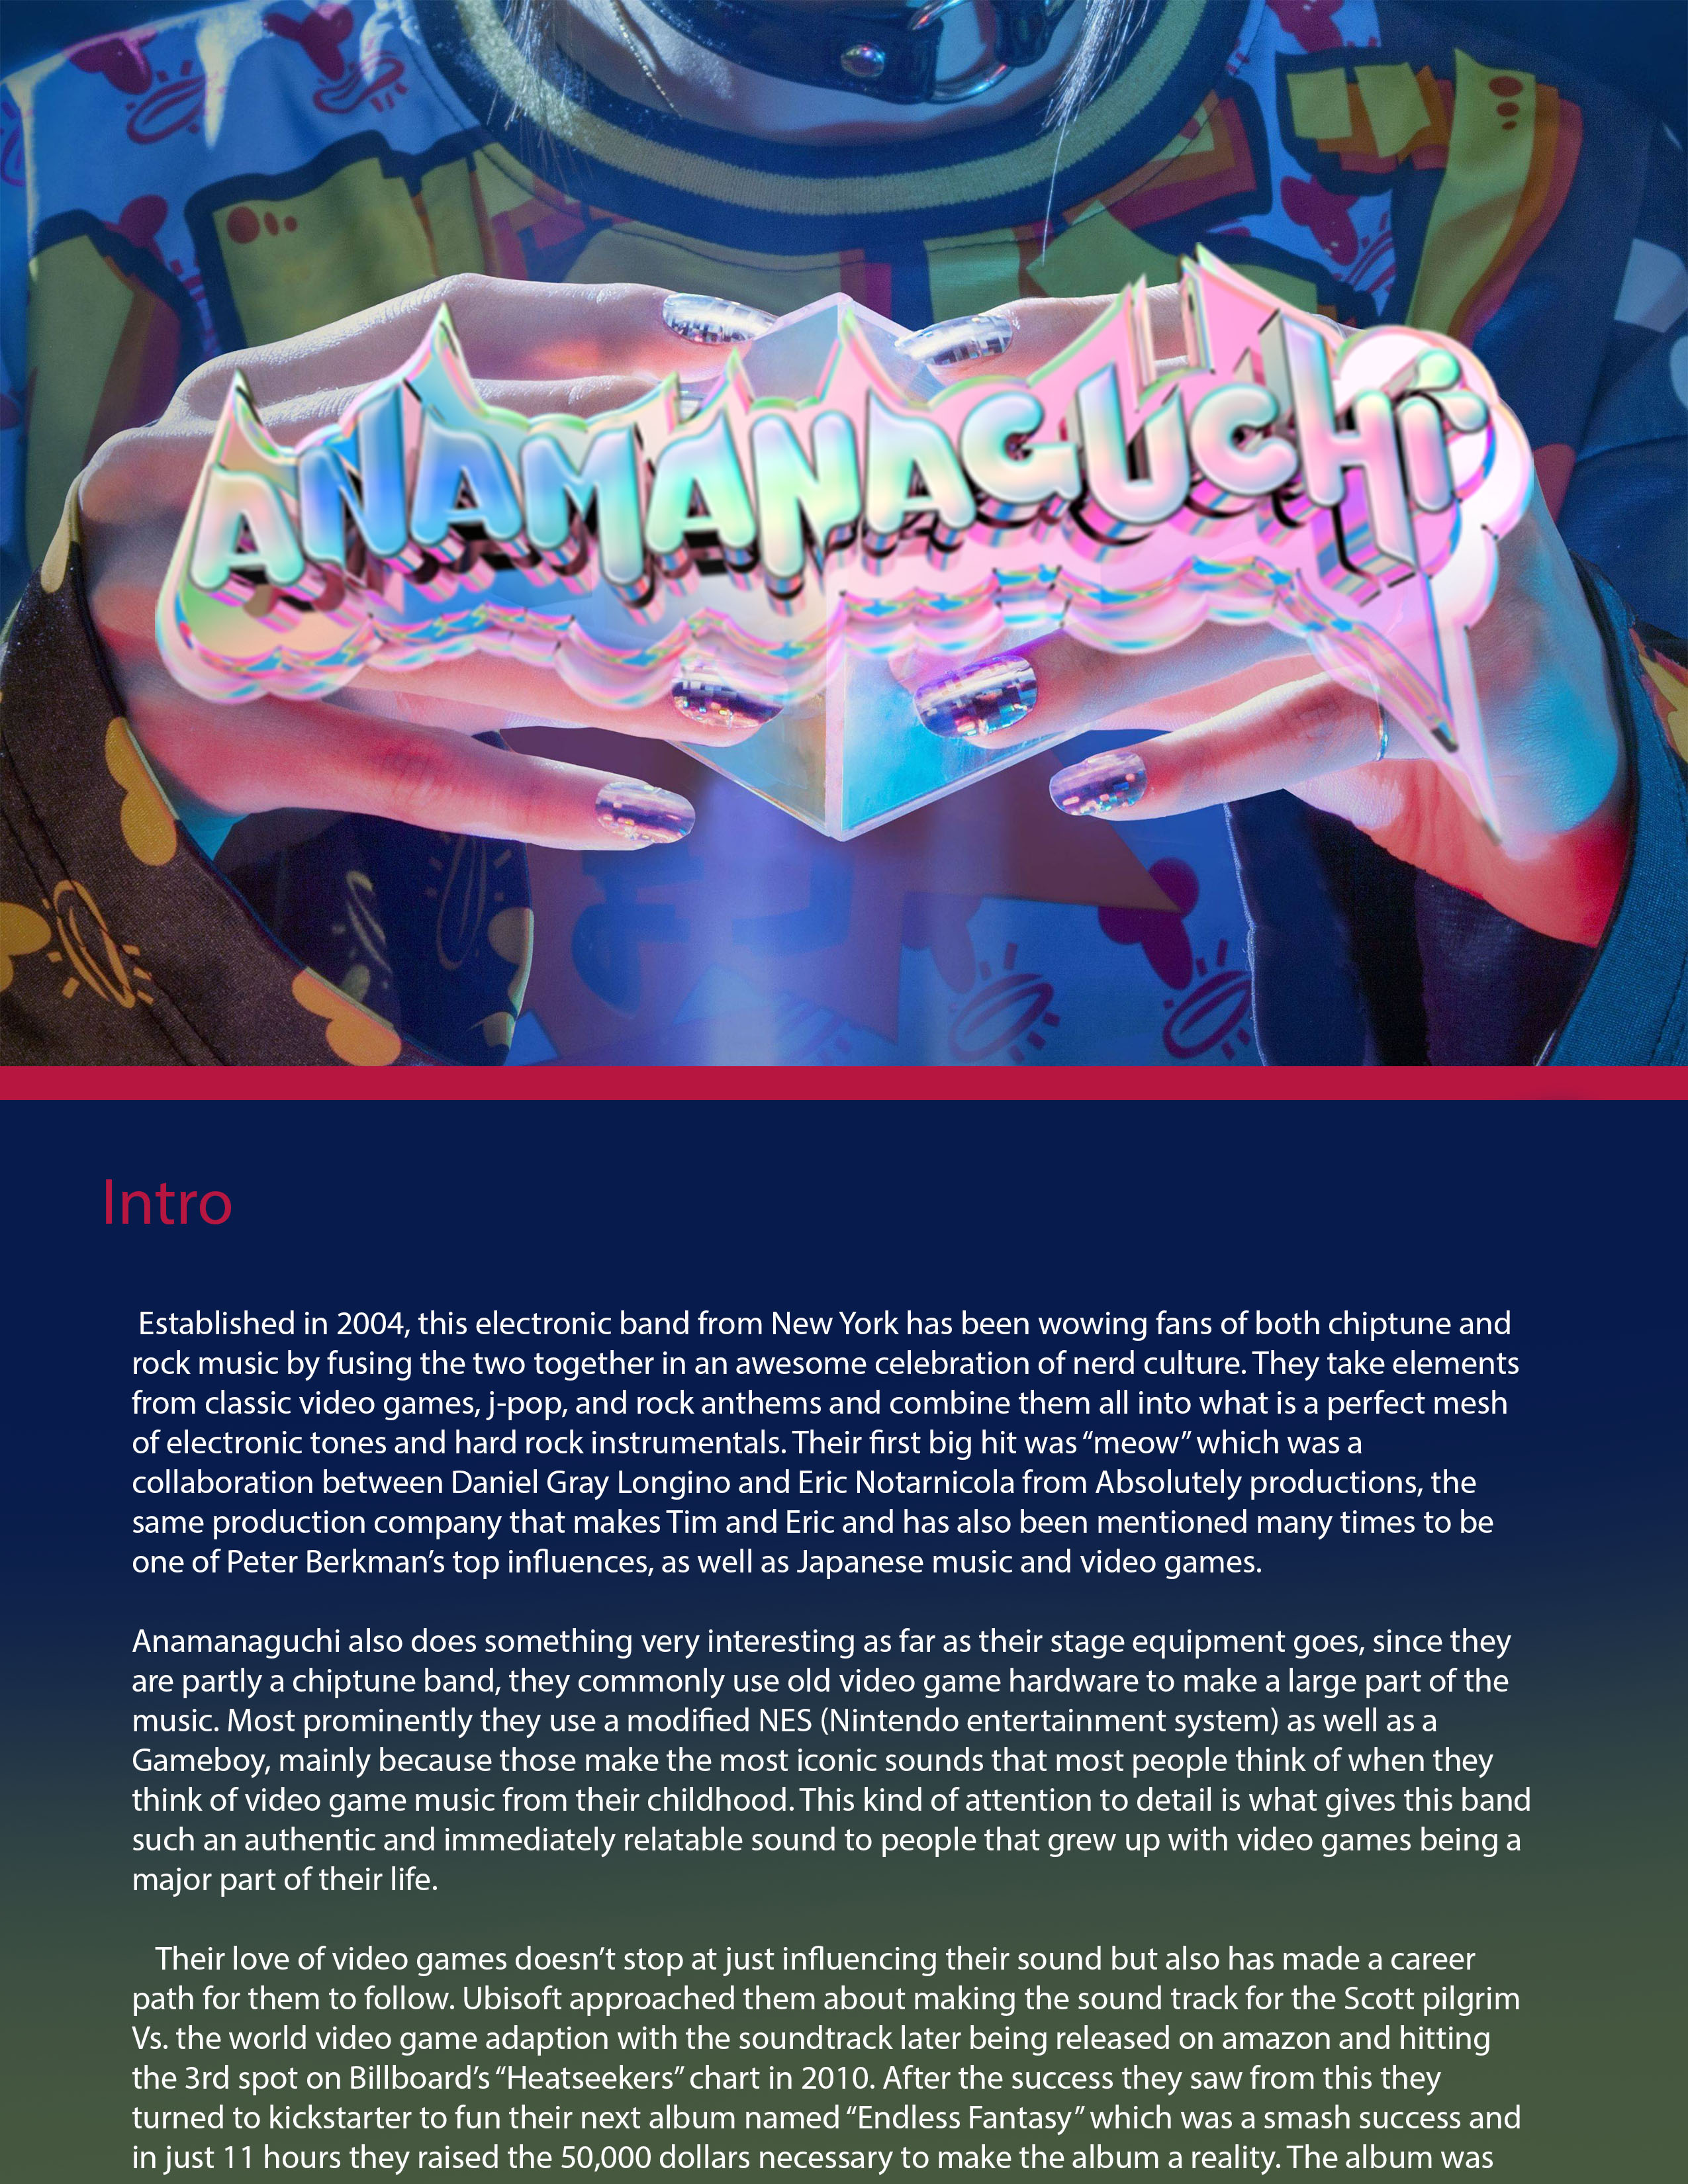 ANAMANAGUCHi
Intro
Established in 2004, this electronic band from New York has been wowing fans of both chiptune and
rock music by fusing the two together in an awesome celebration of nerd culture. They take elements
from classic video games, j-pop, and rock anthems and combine them all into what is a perfect mesh
of electronic tones and hard rock instrumentals. Their first big hit was “meow” which was a
collaboration between Daniel Gray Longino and Eric Notarnicola from Absolutely productions, the
same production company that makes Tim and Eric and has also been mentioned many times to be
one of Peter Berkman’s top influences, as well as Japanese music and video games.
Anamanaguchi also does something very interesting as far as their stage equipment goes, since they
are partly a chiptune band, they commonly use old video game hardware to make a large part of the
music. Most prominently they use a modified NES (Nintendo entertainment system) as well as a
Gameboy, mainly because those make the most iconic sounds that most people think of when they
think of video game music from their childhood. This kind of attention to detail is what gives this band
such an authentic and immediately relatable sound to people that grew up with video games being a
major part of their life.
Their love of video games doesn’t stop at just influencing their sound but also has made a career
path for them to follow. Ubisoft approached them about making the sound track for the Scott pilgrim
Vs. the world video game adaption with the soundtrack later being released on amazon and hitting
the 3rd spot on Billboard’s “Heatseekers” chart in 2010. After the success they saw from this they
turned to kickstarter to fun their next album named “Endless Fantasy” which was a smash success and
in just 11 hours they raised the 50,000 dollars necessary to make the album a reality. The album was